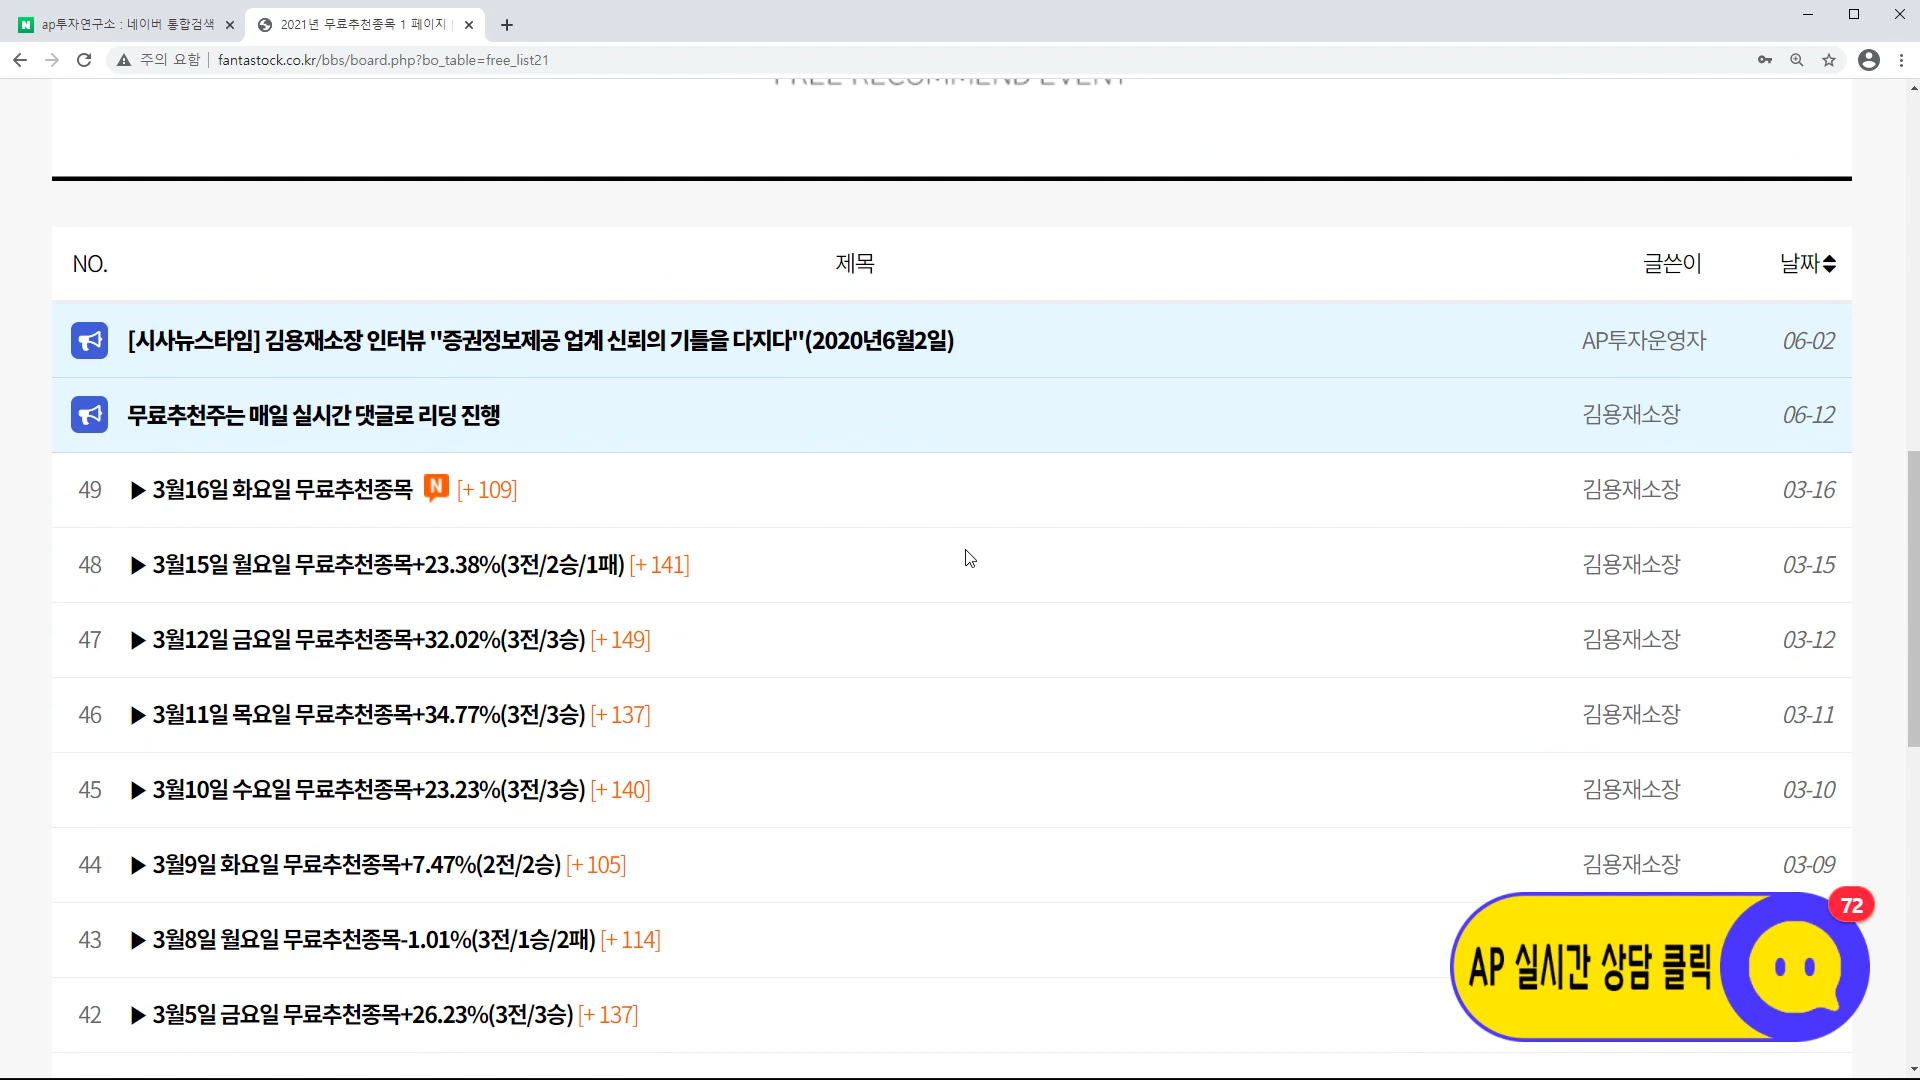 ap투자연구소 : 네이버 통합검색
2021년 무료추천종목 1 페이지
주의 요함 fantastock.co.kr/bbs/board.php?bo_table=free_list21
FREE RECOMMEND EVENT
NO. 제목 글쓴이 날짜
[시사뉴스타임] 김용재소장 인터뷰 "증권정보제공 업계 신뢰의 기틀을 다지다"(2020년6월2일) AP투자운영자 06-02
무료추천주는 매일 실시간 댓글로 리딩 진행 김용재소장 06-12
49 ▶ 3월16일 화요일 무료추천종목 N [+ 109] 김용재소장 03-16
48 ▶ 3월15일 월요일 무료추천종목+23.38%(3전/2승/1패) [+ 141] 김용재소장 03-15
47 ▶ 3월12일 금요일 무료추천종목+32.02%(3전/3승) [+ 149] 김용재소장 03-12
46 ▶ 3월11일 목요일 무료추천종목+34.77%(3전/3승) [+ 137] 김용재소장 03-11
45 ▶ 3월10일 수요일 무료추천종목+23.23%(3전/3승) [+ 140] 김용재소장 03-10
44 ▶ 3월9일 화요일 무료추천종목+7.47%(2전/2승) [+ 105] 김용재소장 03-09
43 ▶ 3월8일 월요일 무료추천종목-1.01%(3전/1승/2패) [+ 114]
42 ▶ 3월5일 금요일 무료추천종목+26.23%(3전/3승) [+ 137]
72
AP 실시간 상담 클릭